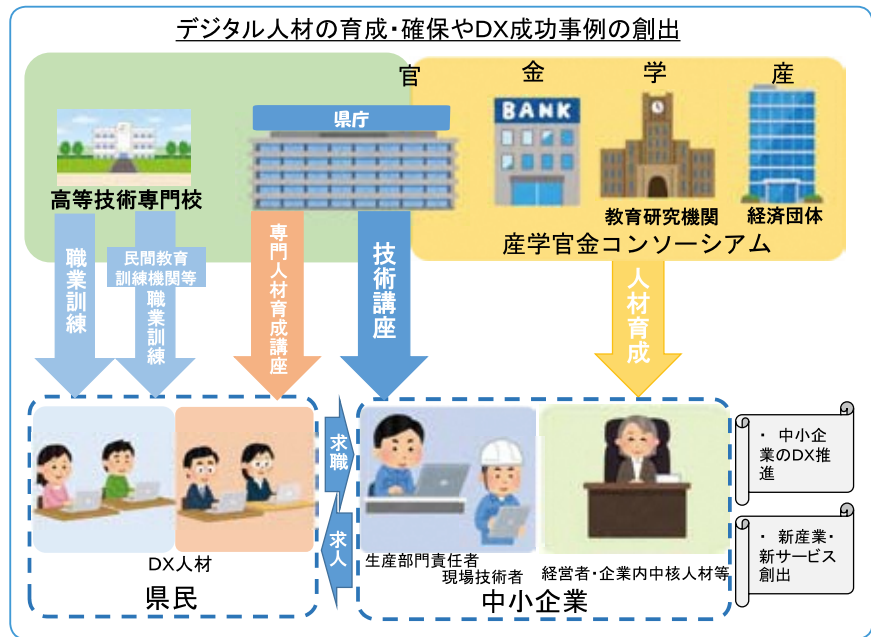 デジタル人材の育成・確保やDX成功事例の創出
官 金 学 産
県庁
BANK
高等技術専門校
教育研究機関
経済団体
産学官金コンソーシアム
職業訓練
民間教育
訓練機関等
職業訓練
専門人材育成講座
技術講座
人材育成
求職
求人
DX人材
県民
生産部門責任者
現場技術者
経営者・企業内中核人材等
中小企業
・ 中小企
業のDX推
進
・ 新産業・
新サービス
創出